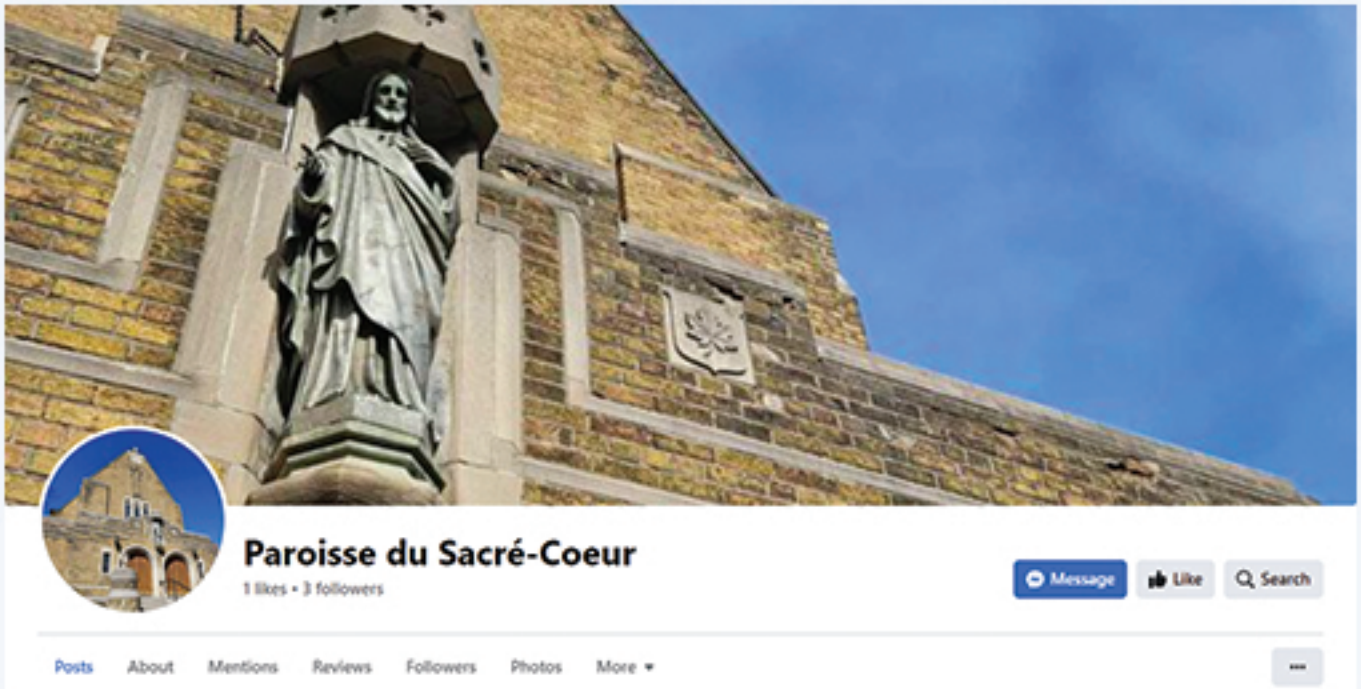 Paroisse du Sacré-Coeur
1 likes • 3 followers
Message Like Search
Posts About Mentions Reviews Followers Photos More